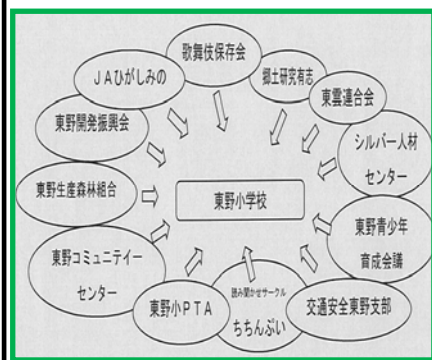 歌舞伎保存会
郷土研究有志
東雲連合会
シルバー人材
センター
東野青少年
育成会議
交通安全東野支部
読み聞かせサークル
ちちんぷい
東野小PTA
東野コミュニティー
センター
東野生産森林組合
東野開発振興会
JAひがしみの
東野小学校